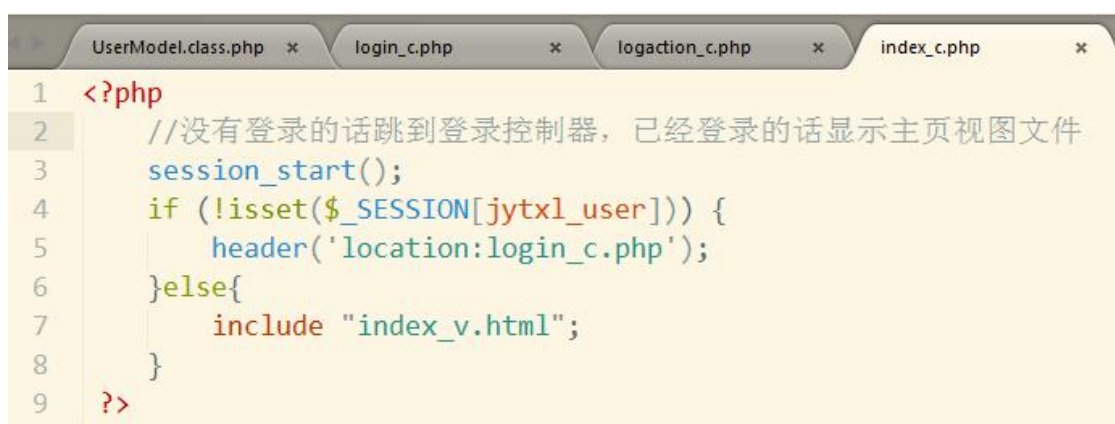 UserModel.class.php × login_c.php × logaction_c.php × index_c.php ×
1 <?php
2 //没有登录的话跳到登录控制器，已经登录的话显示主页视图文件
3 session_start();
4 if (!isset($_SESSION[jytxl_user])) {
5 header('location:login_c.php');
6 }else{
7 include "index_v.html";
8 }
9 ?>